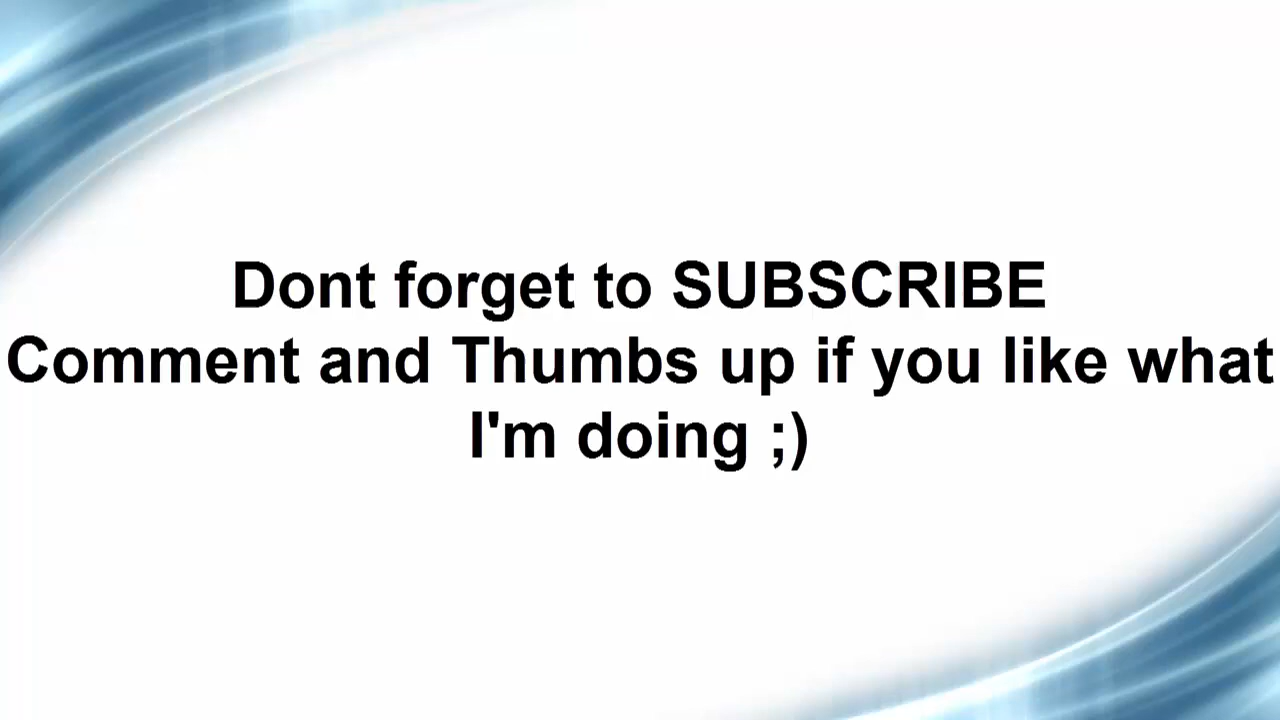 Dont forget to SUBSCRIBE
Comment and Thumbs up if you like what
I'm doing ;)